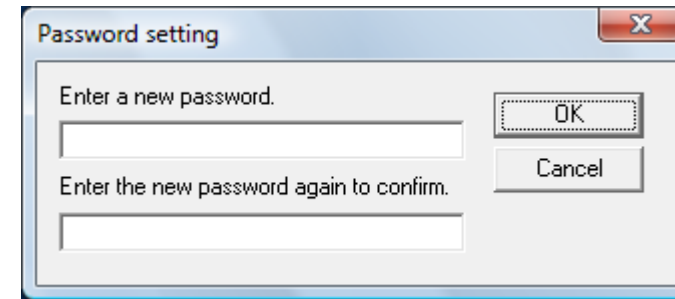 Password setting
Enter a new password.
OK
Cancel
Enter the new password again to confirm.